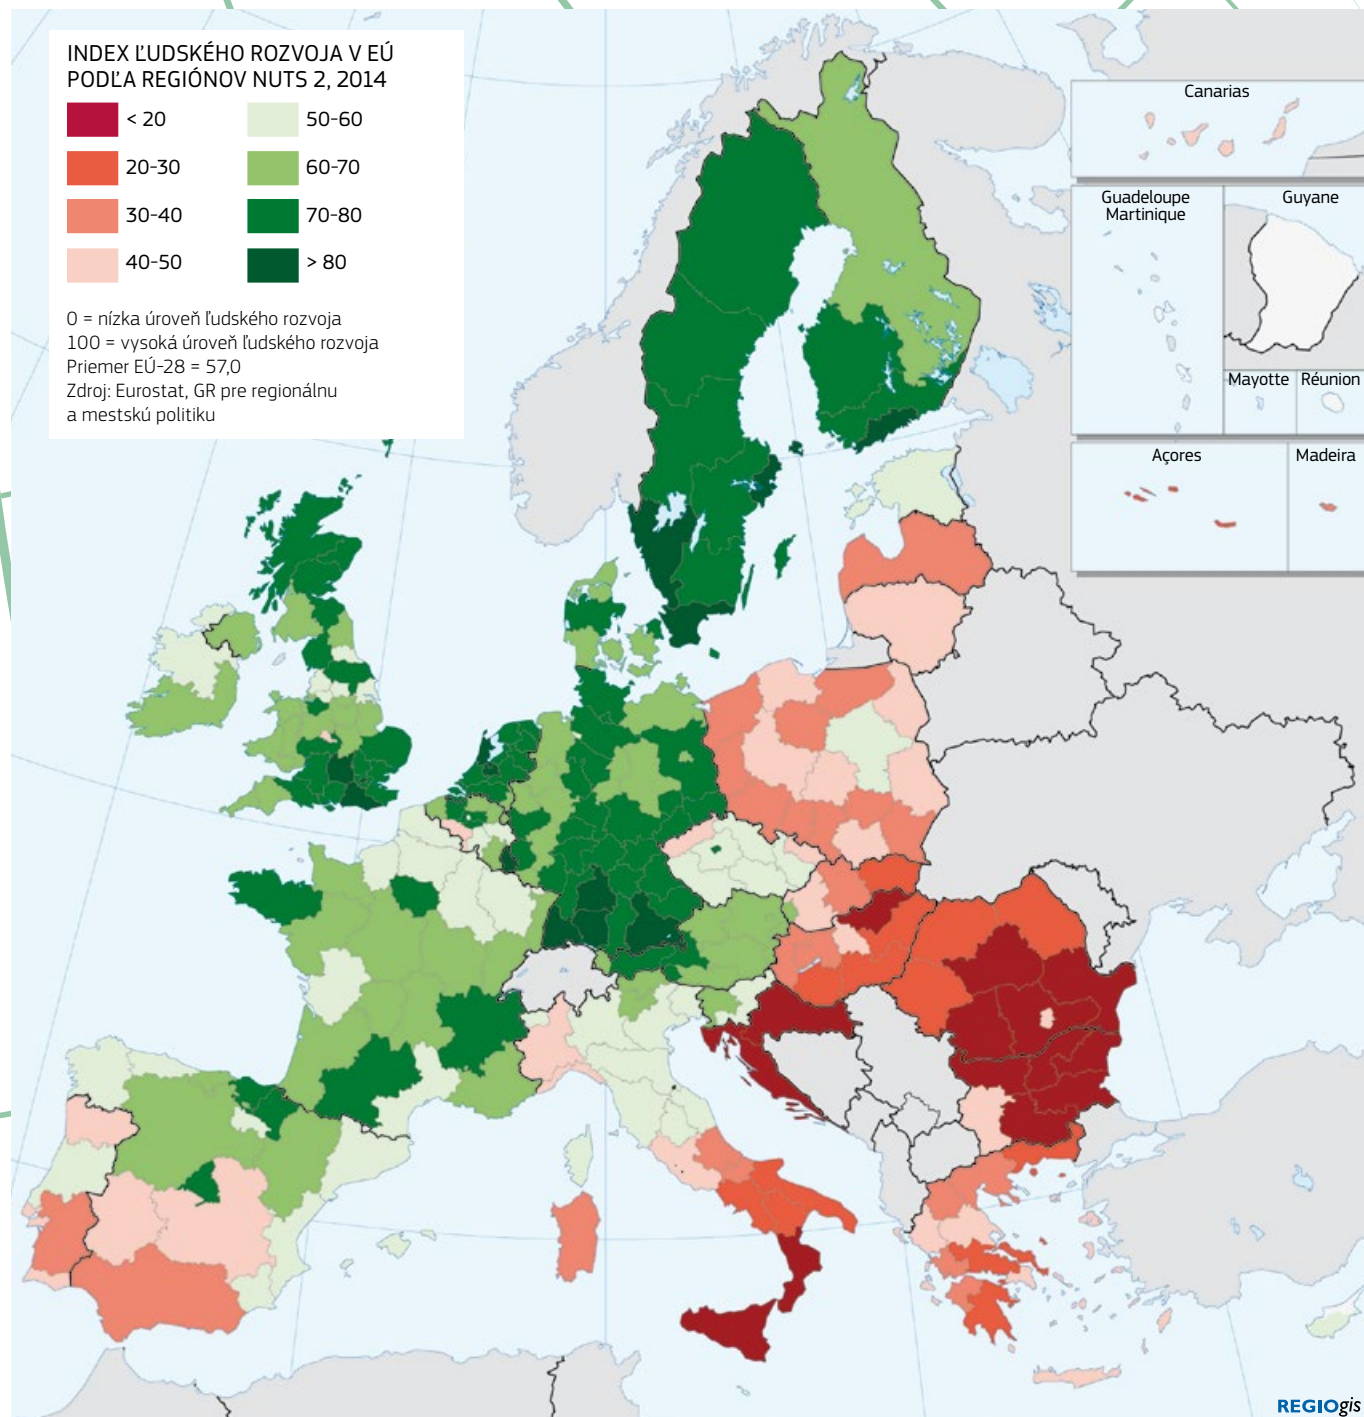 INDEX ĽUDSKÉHO ROZVOJA V EÚ
PODĽA REGIÓNOV NUTS 2, 2014
< 20
20-30
30-40
40-50
50-60
60-70
70-80
> 80
0 = nízka úroveň ľudského rozvoja
100 = vysoká úroveň ľudského rozvoja
Priemer EÚ-28 = 57,0
Zdroj: Eurostat, GR pre regionálnu
a mestskú politiku
Canarias
Guadeloupe
Martinique
Guyane
Mayotte
Réunion
Açores
Madeira
REGIOgis